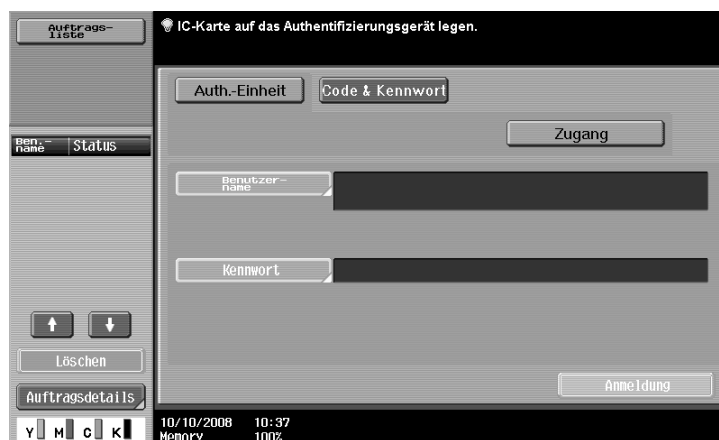 Auftrags-
liste
IC-Karte auf das Authentifizierungsgerät legen.
Auth.-Einheit
Code & Kennwort
Zugang
Ben.-
name
Status
Benutzer-
name
Kennwort
Löschen
Anmeldung
Auftragsdetails
Y M C K
10/10/2008 10:37
Memory 100%